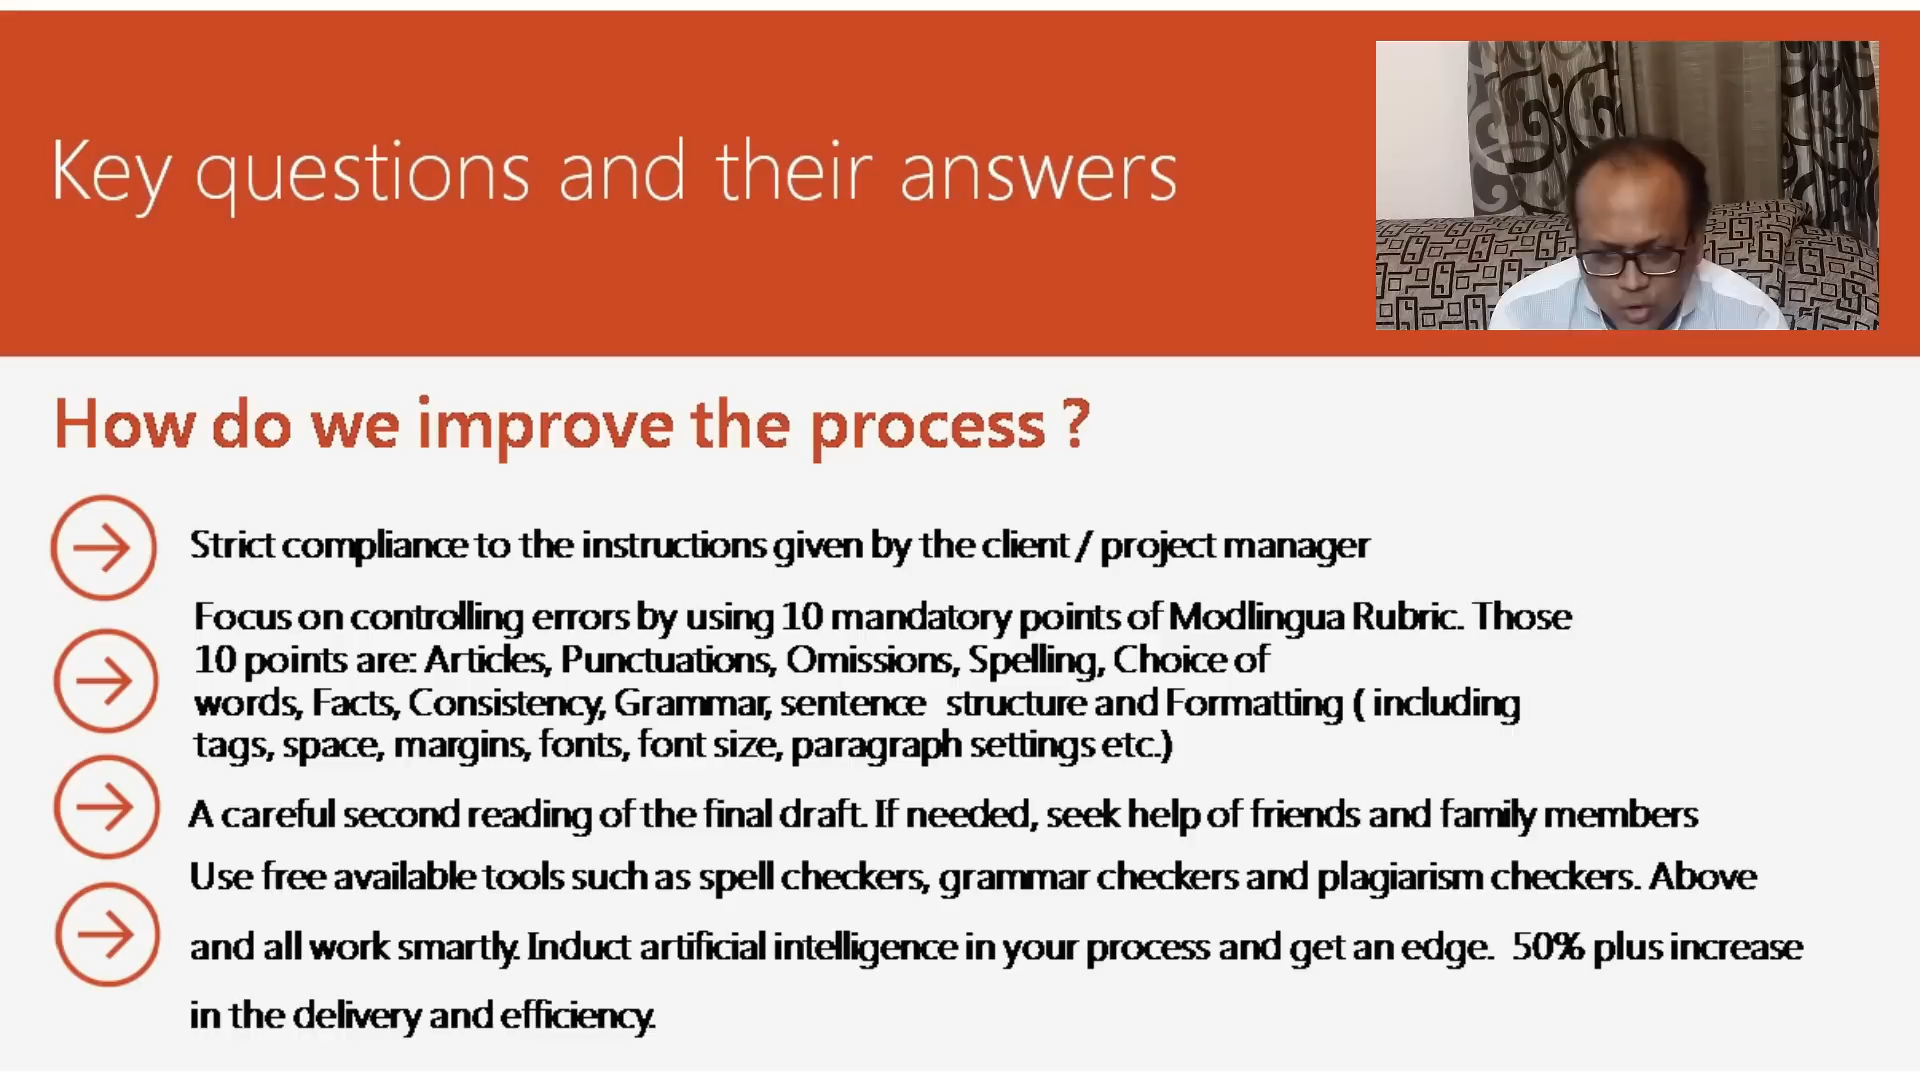 Key questions and their answers
How do we improve the process ?
Strict compliance to the instructions given by the client / project manager
Focus on controlling errors by using 10 mandatory points of Modlingua Rubric. Those
10 points are: Articles, Punctuations, Omissions, Spelling, Choice of
words, Facts, Consistency, Grammar, sentence structure and Formatting ( including
tags, space, margins, fonts, font size, paragraph settings etc.)
A careful second reading of the final draft. If needed, seek help of friends and family members
Use free available tools such as spell checkers, grammar checkers and plagiarism checkers. Above
and all work smartly. Induct artificial intelligence in your process and get an edge. 50% plus increase
in the delivery and efficiency.